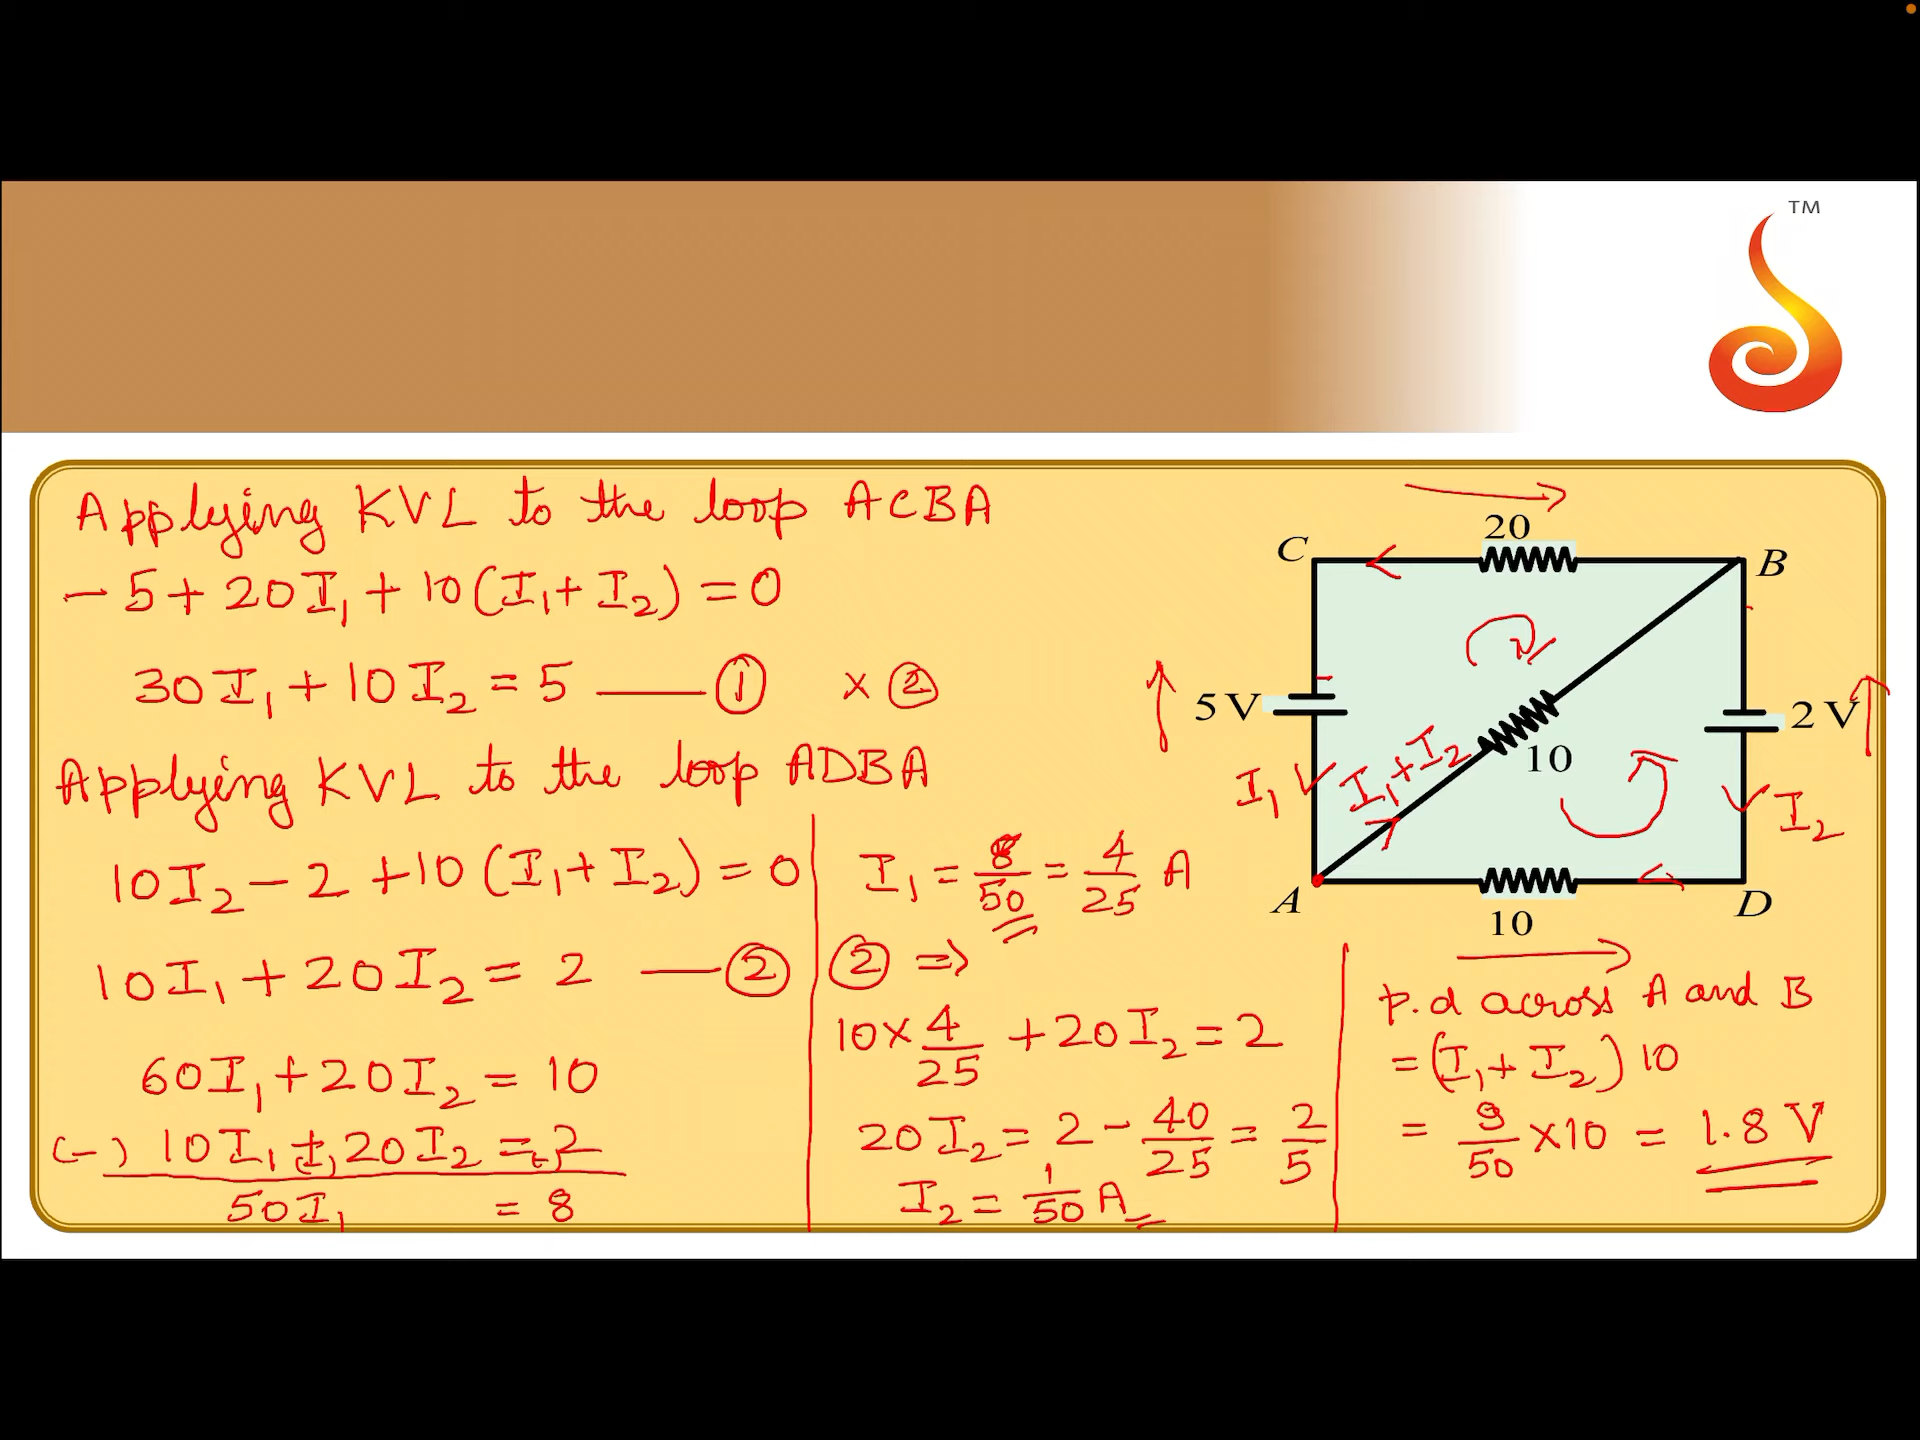 TM
Applying KVL to the loop ACBA
- 5 + 20I₁ + 10(I₁ + I₂) = 0
30I₁ + 10I₂ = 5 —— ① × ②
Applying KVL to the loop ADBA
10I₂ - 2 + 10(I₁ + I₂) = 0
10I₁ + 20I₂ = 2 —— ②
60I₁ + 20I₂ = 10
(-) 10I₁ + 20I₂ = 2
50I₁ = 8
I₁ = 8/50 = 4/25 A
② ⇒
10 × 4/25 + 20I₂ = 2
20I₂ = 2 - 40/25 = 2/5
I₂ = 1/50 A
20
C
B
5 V
2 V
10
I₁
I₁ + I₂
I₂
A
D
10
p.d across A and B
= (I₁ + I₂) 10
= 9/50 × 10 = 1.8 V